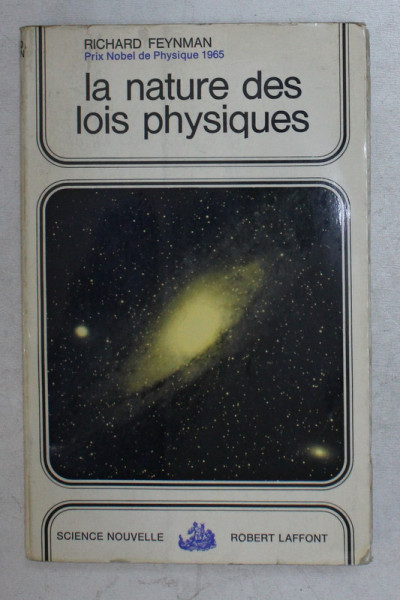 RICHARD FEYNMAN
Prix Nobel de Physique 1965
la nature des
lois physiques
SCIENCE NOUVELLE
ROBERT LAFFONT